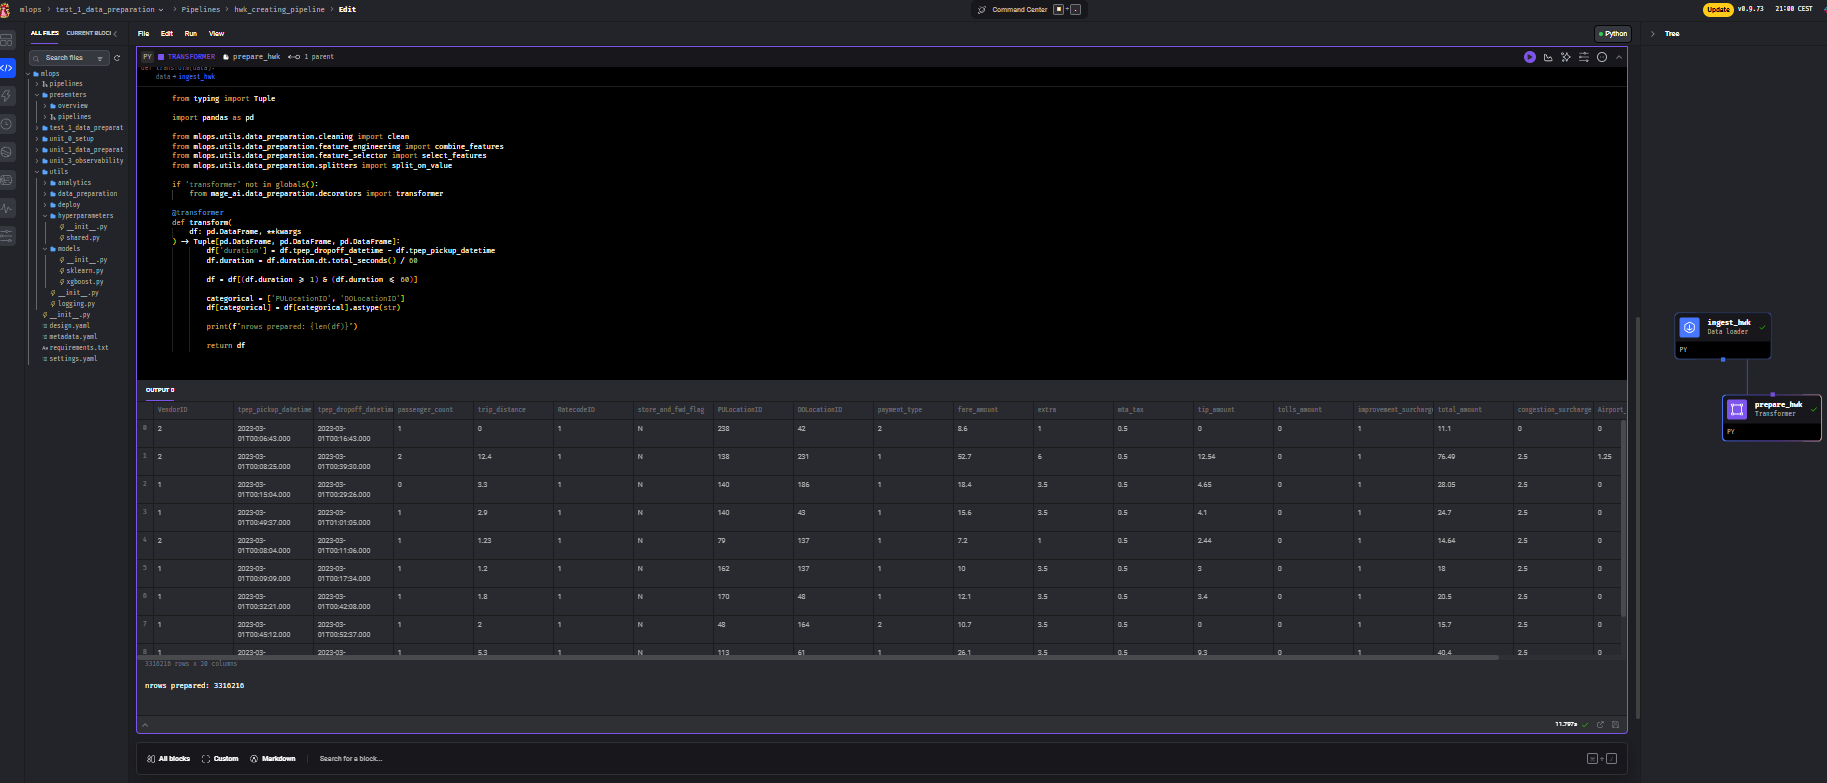 mlops > test_1_data_preparation > Pipelines > hwk_creating_pipeline > Edit
Command Center
Update v0.9.73 21:00 CEST
ALL FILES CURRENT BLOC
File Edit Run View
Python
Tree
Search files
mlops
pipelines
presenters
overview
pipelines
test_1_data_preparat
unit_0_setup
unit_1_data_preparat
unit_3_observability
utils
analytics
data_preparation
deploy
hyperparameters
__init__.py
shared.py
models
__init__.py
sklearn.py
xgboost.py
__init__.py
logging.py
__init__.py
design.yaml
metadata.yaml
requirements.txt
settings.yaml
PY TRANSFORMER prepare_hwk 1 parent
def transform(data):
data → ingest_hwk
from typing import Tuple
import pandas as pd
from mlops.utils.data_preparation.cleaning import clean
from mlops.utils.data_preparation.feature_engineering import combine_features
from mlops.utils.data_preparation.feature_selector import select_features
from mlops.utils.data_preparation.splitters import split_on_value
if 'transformer' not in globals():
from mage_ai.data_preparation.decorators import transformer
@transformer
def transform(
df: pd.DataFrame, **kwargs
) → Tuple[pd.DataFrame, pd.DataFrame, pd.DataFrame]:
df['duration'] = df.tpep_dropoff_datetime - df.tpep_pickup_datetime
df.duration = df.duration.dt.total_seconds() / 60
df = df[(df.duration ⩾ 1) & (df.duration ⩽ 60)]
categorical = ['PULocationID', 'DOLocationID']
df[categorical] = df[categorical].astype(str)
print(f"nrows prepared: {len(df)}")
return df
OUTPUT 0
VendorID tpep_pickup_datetime tpep_dropoff_datetime passenger_count trip_distance RatecodeID store_and_fwd_flag PULocationID DOLocationID payment_type fare_amount extra mta_tax tip_amount tolls_amount improvement_surcharge total_amount congestion_surcharge Airport_
0 2 2023-03-01T00:06:43.000 2023-03-01T00:16:43.000 1 0 1 N 238 42 2 8.6 1 0.5 0 0 1 11.1 0 0
1 2 2023-03-01T00:08:25.000 2023-03-01T00:39:30.000 2 12.4 1 N 138 231 1 52.7 6 0.5 12.54 0 1 76.49 2.5 1.25
2 1 2023-03-01T00:15:04.000 2023-03-01T00:29:26.000 0 3.3 1 N 140 186 1 18.4 3.5 0.5 4.65 0 1 28.05 2.5 0
3 1 2023-03-01T00:49:37.000 2023-03-01T01:01:05.000 1 2.9 1 N 140 43 1 15.6 3.5 0.5 4.1 0 1 24.7 2.5 0
4 2 2023-03-01T00:08:04.000 2023-03-01T00:11:06.000 1 1.23 1 N 79 137 1 7.2 1 0.5 2.44 0 1 14.64 2.5 0
5 1 2023-03-01T00:09:09.000 2023-03-01T00:17:34.000 1 1.2 1 N 162 137 1 10 3.5 0.5 3 0 1 18 2.5 0
6 1 2023-03-01T00:32:21.000 2023-03-01T00:42:08.000 1 1.8 1 N 170 48 1 12.1 3.5 0.5 3.4 0 1 20.5 2.5 0
7 1 2023-03-01T00:45:12.000 2023-03-01T00:52:37.000 1 2 1 N 48 164 2 10.7 3.5 0.5 0 0 1 15.7 2.5 0
8 1 2023-03- 2023-03- 1 5.3 1 N 113 61 1 26.1 3.5 0.5 9.3 0 1 40.4 2.5 0
3316216 rows x 20 columns
nrows prepared: 3316216
11.797s
All blocks Custom Markdown Search for a block...
ingest_hwk
Data loader
PY
prepare_hwk
Transformer
PY